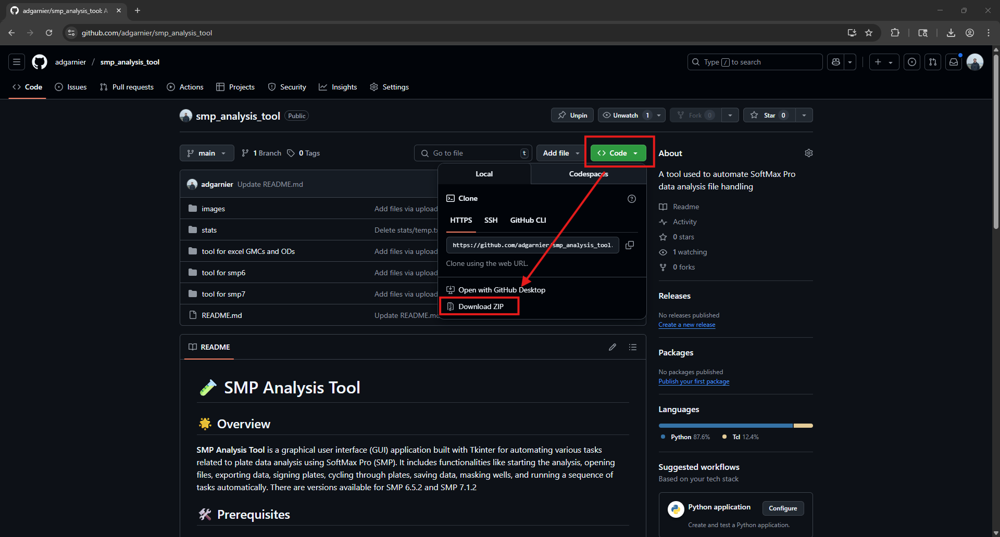 adgarnier/smp_analysis_tool: A
github.com/adgarnier/smp_analysis_tool
adgarnier / smp_analysis_tool
Type / to search
Code
Issues
Pull requests
Actions
Projects
Security
Insights
Settings
smp_analysis_tool Public
Unpin
Unwatch 1
Fork 0
Star 0
main
1 Branch
0 Tags
Go to file t
Add file
Code
Local
Codespaces
Clone
HTTPS
SSH
GitHub CLI
https://github.com/adgarnier/smp_analysis_tool.
Clone using the web URL.
Open with GitHub Desktop
Download ZIP
adgarnier Update README.md
images Add files via upload
stats Delete stats/temp.tx
tool for excel GMCs and ODs Add files via upload
tool for smp6 Add files via upload
tool for smp7 Add files via upload
README.md Update README.md
README
SMP Analysis Tool
Overview
SMP Analysis Tool is a graphical user interface (GUI) application built with Tkinter for automating various tasks
related to plate data analysis using SoftMax Pro (SMP). It includes functionalities like starting the analysis, opening
files, exporting data, signing plates, cycling through plates, saving data, masking wells, and running a sequence of
tasks automatically. There are versions available for SMP 6.5.2 and SMP 7.1.2
Prerequisites
About
A tool used to automate SoftMax Pro
data analysis file handling
Readme
Activity
0 stars
1 watching
0 forks
Releases
No releases published
Create a new release
Packages
No packages published
Publish your first package
Languages
Python 87.6% Tcl 12.4%
Suggested workflows
Based on your tech stack
Python application
Configure
Create and test a Python application.